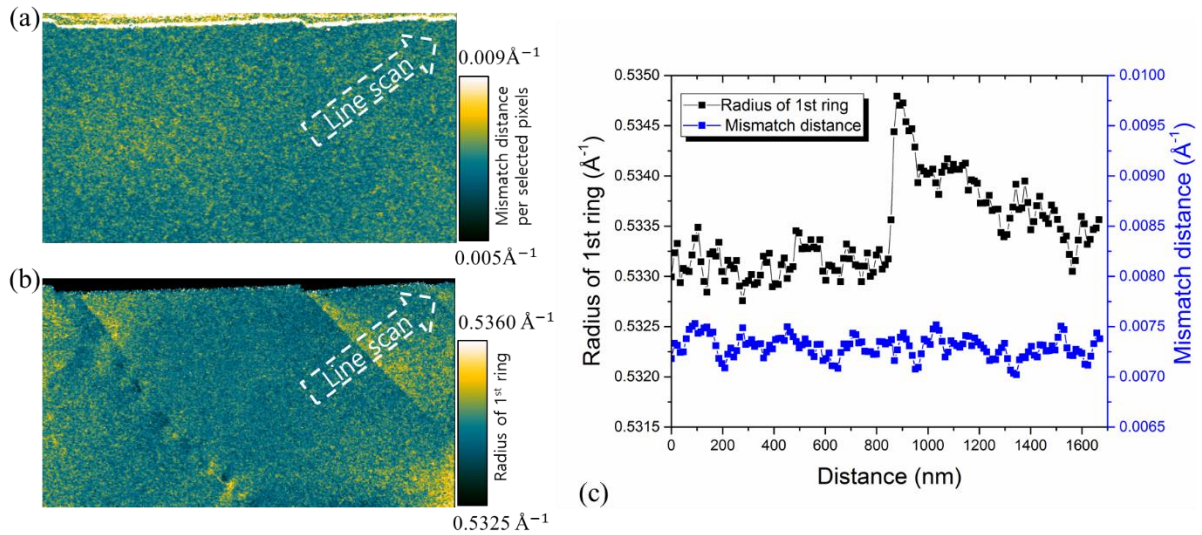 (a)
Line scan
0.009Å⁻¹
Mismatch distance
per selected pixels
0.005Å⁻¹
(b)
Line scan
0.5360 Å⁻¹
Radius of 1st ring
0.5325 Å⁻¹
(c)
Radius of 1st ring
Mismatch distance
Radius of 1st ring (Å⁻¹)
0.5350
0.5345
0.5340
0.5335
0.5330
0.5325
0.5320
0.5315
0 200 400 600 800 1000 1200 1400 1600
Distance (nm)
0.0100
0.0095
0.0090
0.0085
0.0080
0.0075
0.0070
0.0065
Mismatch distance (Å⁻¹)